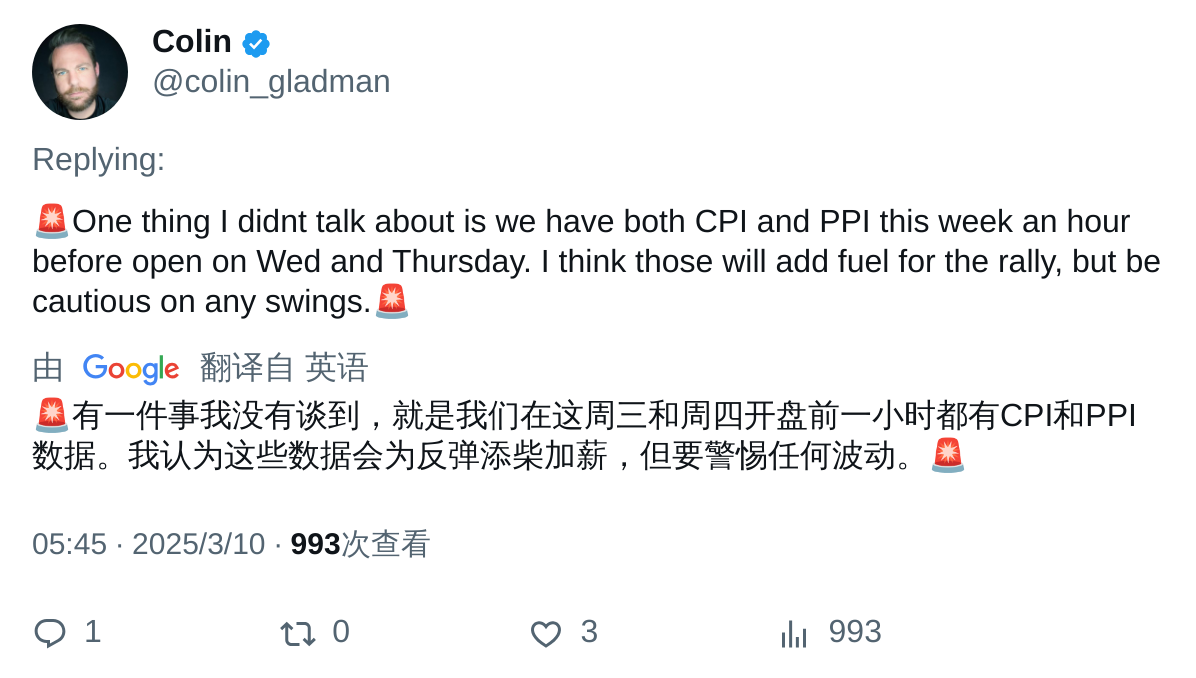 Colin
@colin_gladman
Replying:
🚨One thing I didnt talk about is we have both CPI and PPI this week an hour
before open on Wed and Thursday. I think those will add fuel for the rally, but be
cautious on any swings.🚨
由 Google 翻译自 英语
🚨有一件事我没有谈到，就是我们在这周三和周四开盘前一小时都有CPI和PPI
数据。我认为这些数据会为反弹添柴加薪，但要警惕任何波动。🚨
05:45 · 2025/3/10 · 993次查看
1 0 3 993